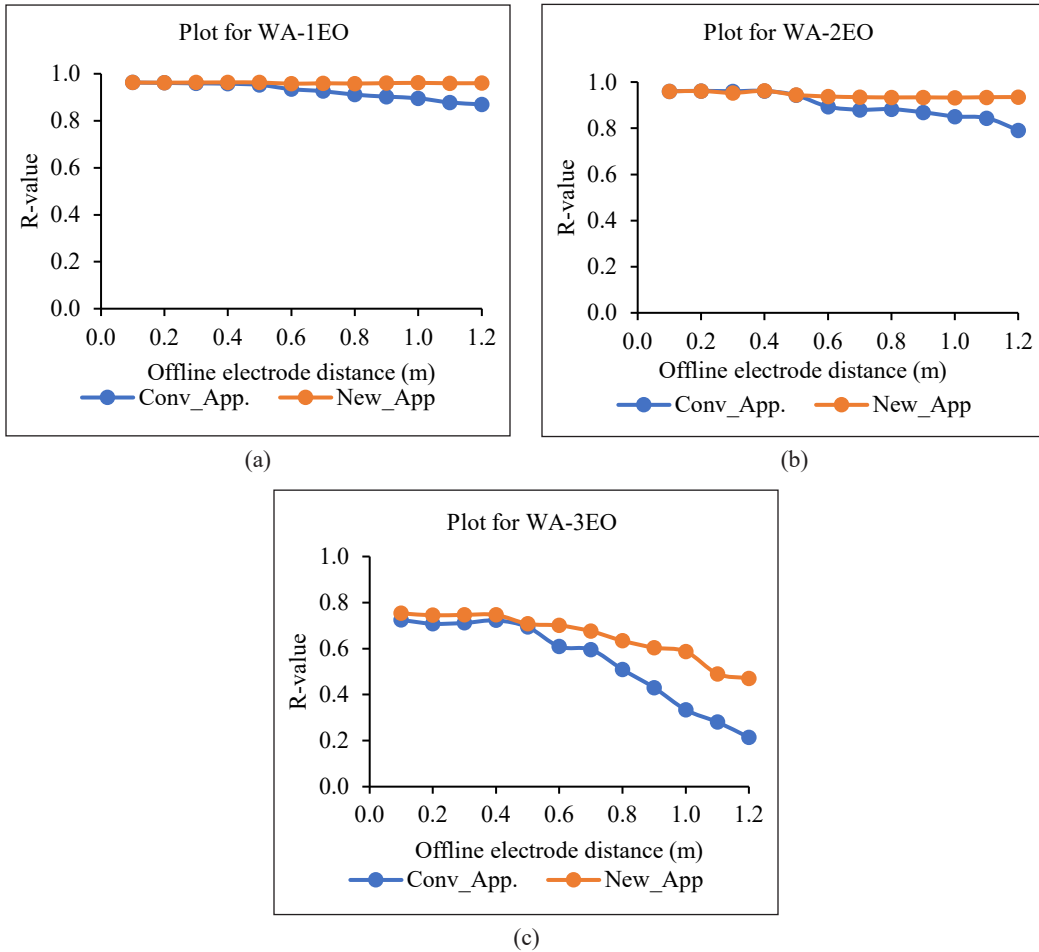 Plot for WA-1EO
1.0
0.8
0.6
0.4
0.2
0.0
R-value
0.0 0.2 0.4 0.6 0.8 1.0 1.2
Offline electrode distance (m)
Conv_App. New_App
(a)
Plot for WA-2EO
1.0
0.8
0.6
0.4
0.2
0.0
R-value
0.0 0.2 0.4 0.6 0.8 1.0 1.2
Offline electrode distance (m)
Conv_App. New_App
(b)
Plot for WA-3EO
1.0
0.8
0.6
0.4
0.2
0.0
R-value
0.0 0.2 0.4 0.6 0.8 1.0 1.2
Offline electrode distance (m)
Conv_App. New_App
(c)